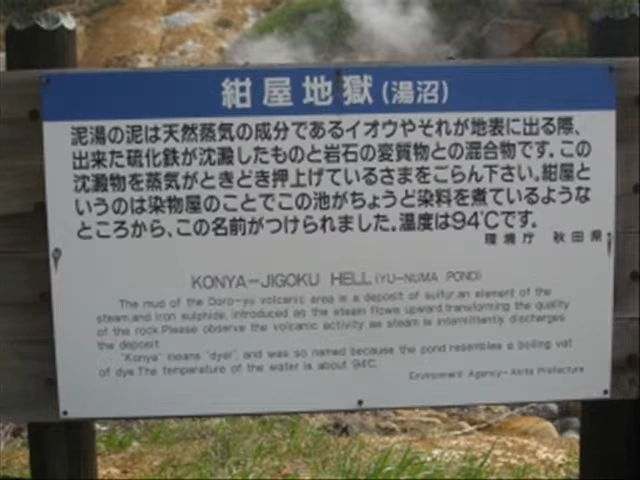 紺屋地獄(湯沼)
泥湯の泥は天然蒸気の成分であるイオウやそれが地表に出る際、
出来た硫化鉄が沈澱したものと岩石の変質物との混合物です。この
沈澱物を蒸気がときどき押上げているさまをごらん下さい。紺屋と
いうのは染物屋のことでこの池がちょうど染料を煮ているような
ところから、この名前がつけられました。温度は94℃です。
環境庁 秋田県
KONYA-JIGOKU HELL (YU-NUMA POND)
The mud of the Doro-yu volcanic area is a deposit of sulfur,an element of the
steam,and iron sulphide, introduced as the steam flows upward,transforming the quality
of the rock.Please observe the volcanic activity as steam is intermittently discharges
the deposit.
"Konya" means "dyer", and was so named because the pond resembles a boiling vat
of dye.The temperature of the water is about 94C.
Environment Agency-Akita Prefecture